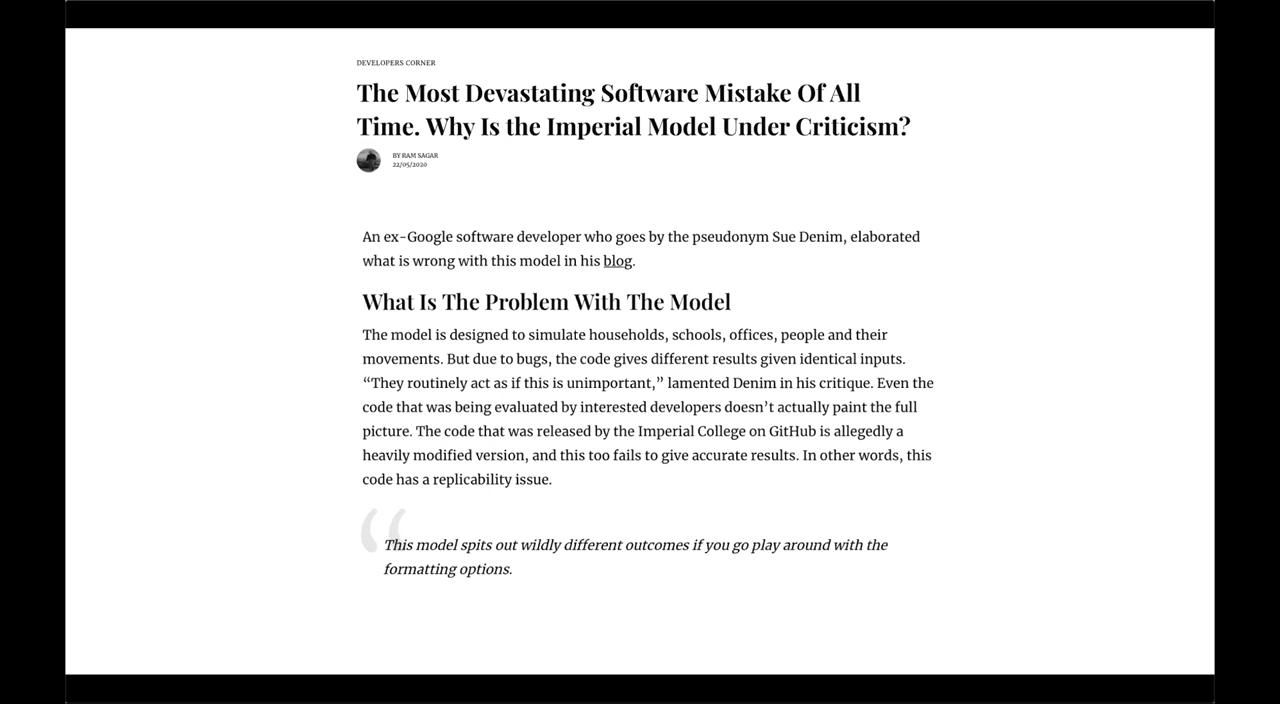 DEVELOPERS CORNER
The Most Devastating Software Mistake Of All
Time. Why Is the Imperial Model Under Criticism?
BY RAM SAGAR
22/05/2020
An ex-Google software developer who goes by the pseudonym Sue Denim, elaborated
what is wrong with this model in his blog.
What Is The Problem With The Model
The model is designed to simulate households, schools, offices, people and their
movements. But due to bugs, the code gives different results given identical inputs.
“They routinely act as if this is unimportant,” lamented Denim in his critique. Even the
code that was being evaluated by interested developers doesn’t actually paint the full
picture. The code that was released by the Imperial College on GitHub is allegedly a
heavily modified version, and this too fails to give accurate results. In other words, this
code has a replicability issue.
“
This model spits out wildly different outcomes if you go play around with the
formatting options.